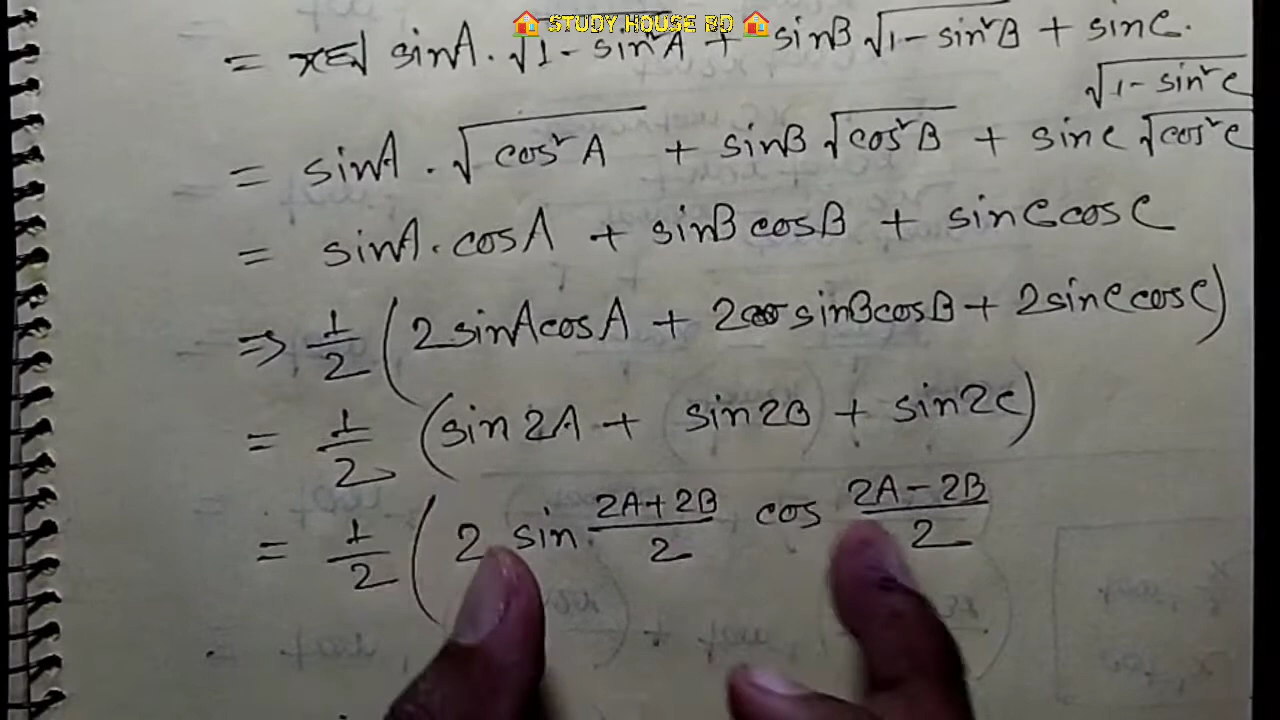 🏠 STUDY HOUSE BD 🏠
= sinA . √(1 - sin²A) + sinB √(1 - sin²B) + sinC .
√(1 - sin²C)
= sinA . √(cos²A) + sinB √(cos²B) + sinC √(cos²C)
= sinA . cosA + sinB cosB + sinC cosC
⇒ 1/2 (2 sinA cosA + 2 sinB cosB + 2 sinC cosC)
= 1/2 (sin 2A + sin 2B + sin 2C)
= 1/2 ( 2 sin (2A + 2B)/2 cos (2A - 2B)/2